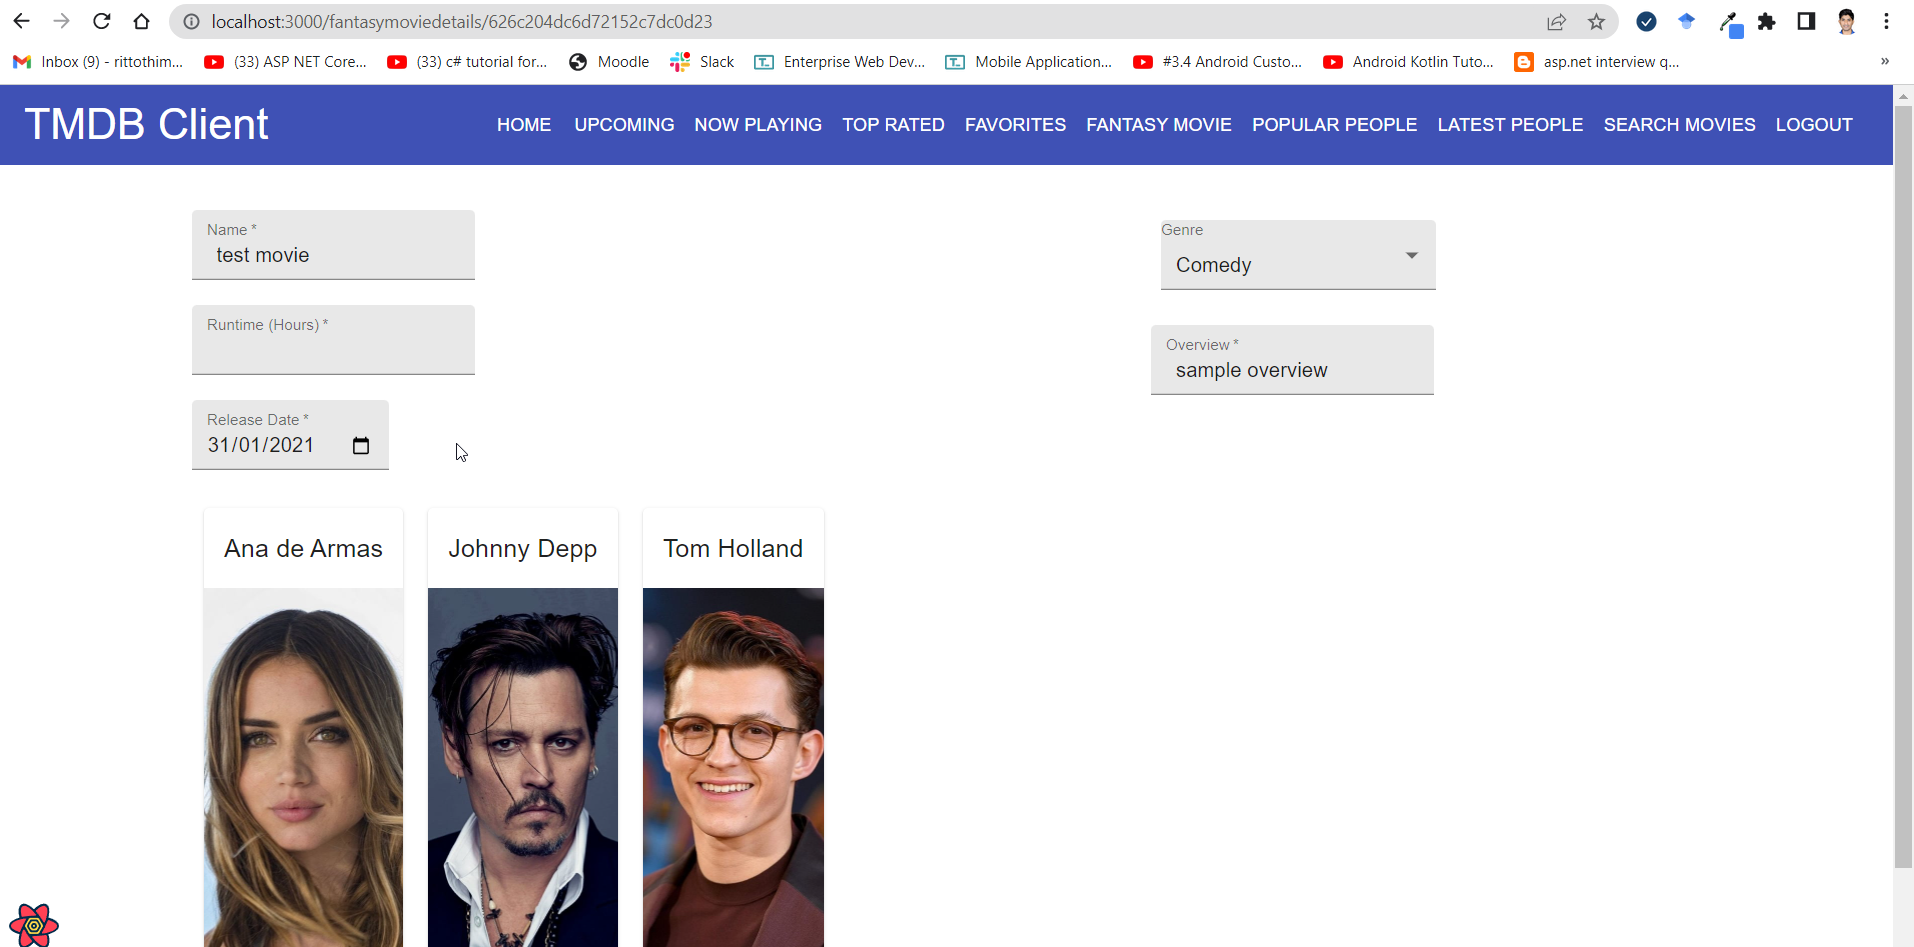 localhost:3000/fantasymoviedetails/626c204dc6d72152c7dc0d23
Inbox (9) - rittothim... (33) ASP NET Core... (33) c# tutorial for... Moodle Slack Enterprise Web Dev... Mobile Application... #3.4 Android Custo... Android Kotlin Tuto... asp.net interview q... »
TMDB Client HOME UPCOMING NOW PLAYING TOP RATED FAVORITES FANTASY MOVIE POPULAR PEOPLE LATEST PEOPLE SEARCH MOVIES LOGOUT
Name *
test movie
Genre
Comedy
Runtime (Hours) *
Overview *
sample overview
Release Date *
31/01/2021
Ana de Armas Johnny Depp Tom Holland